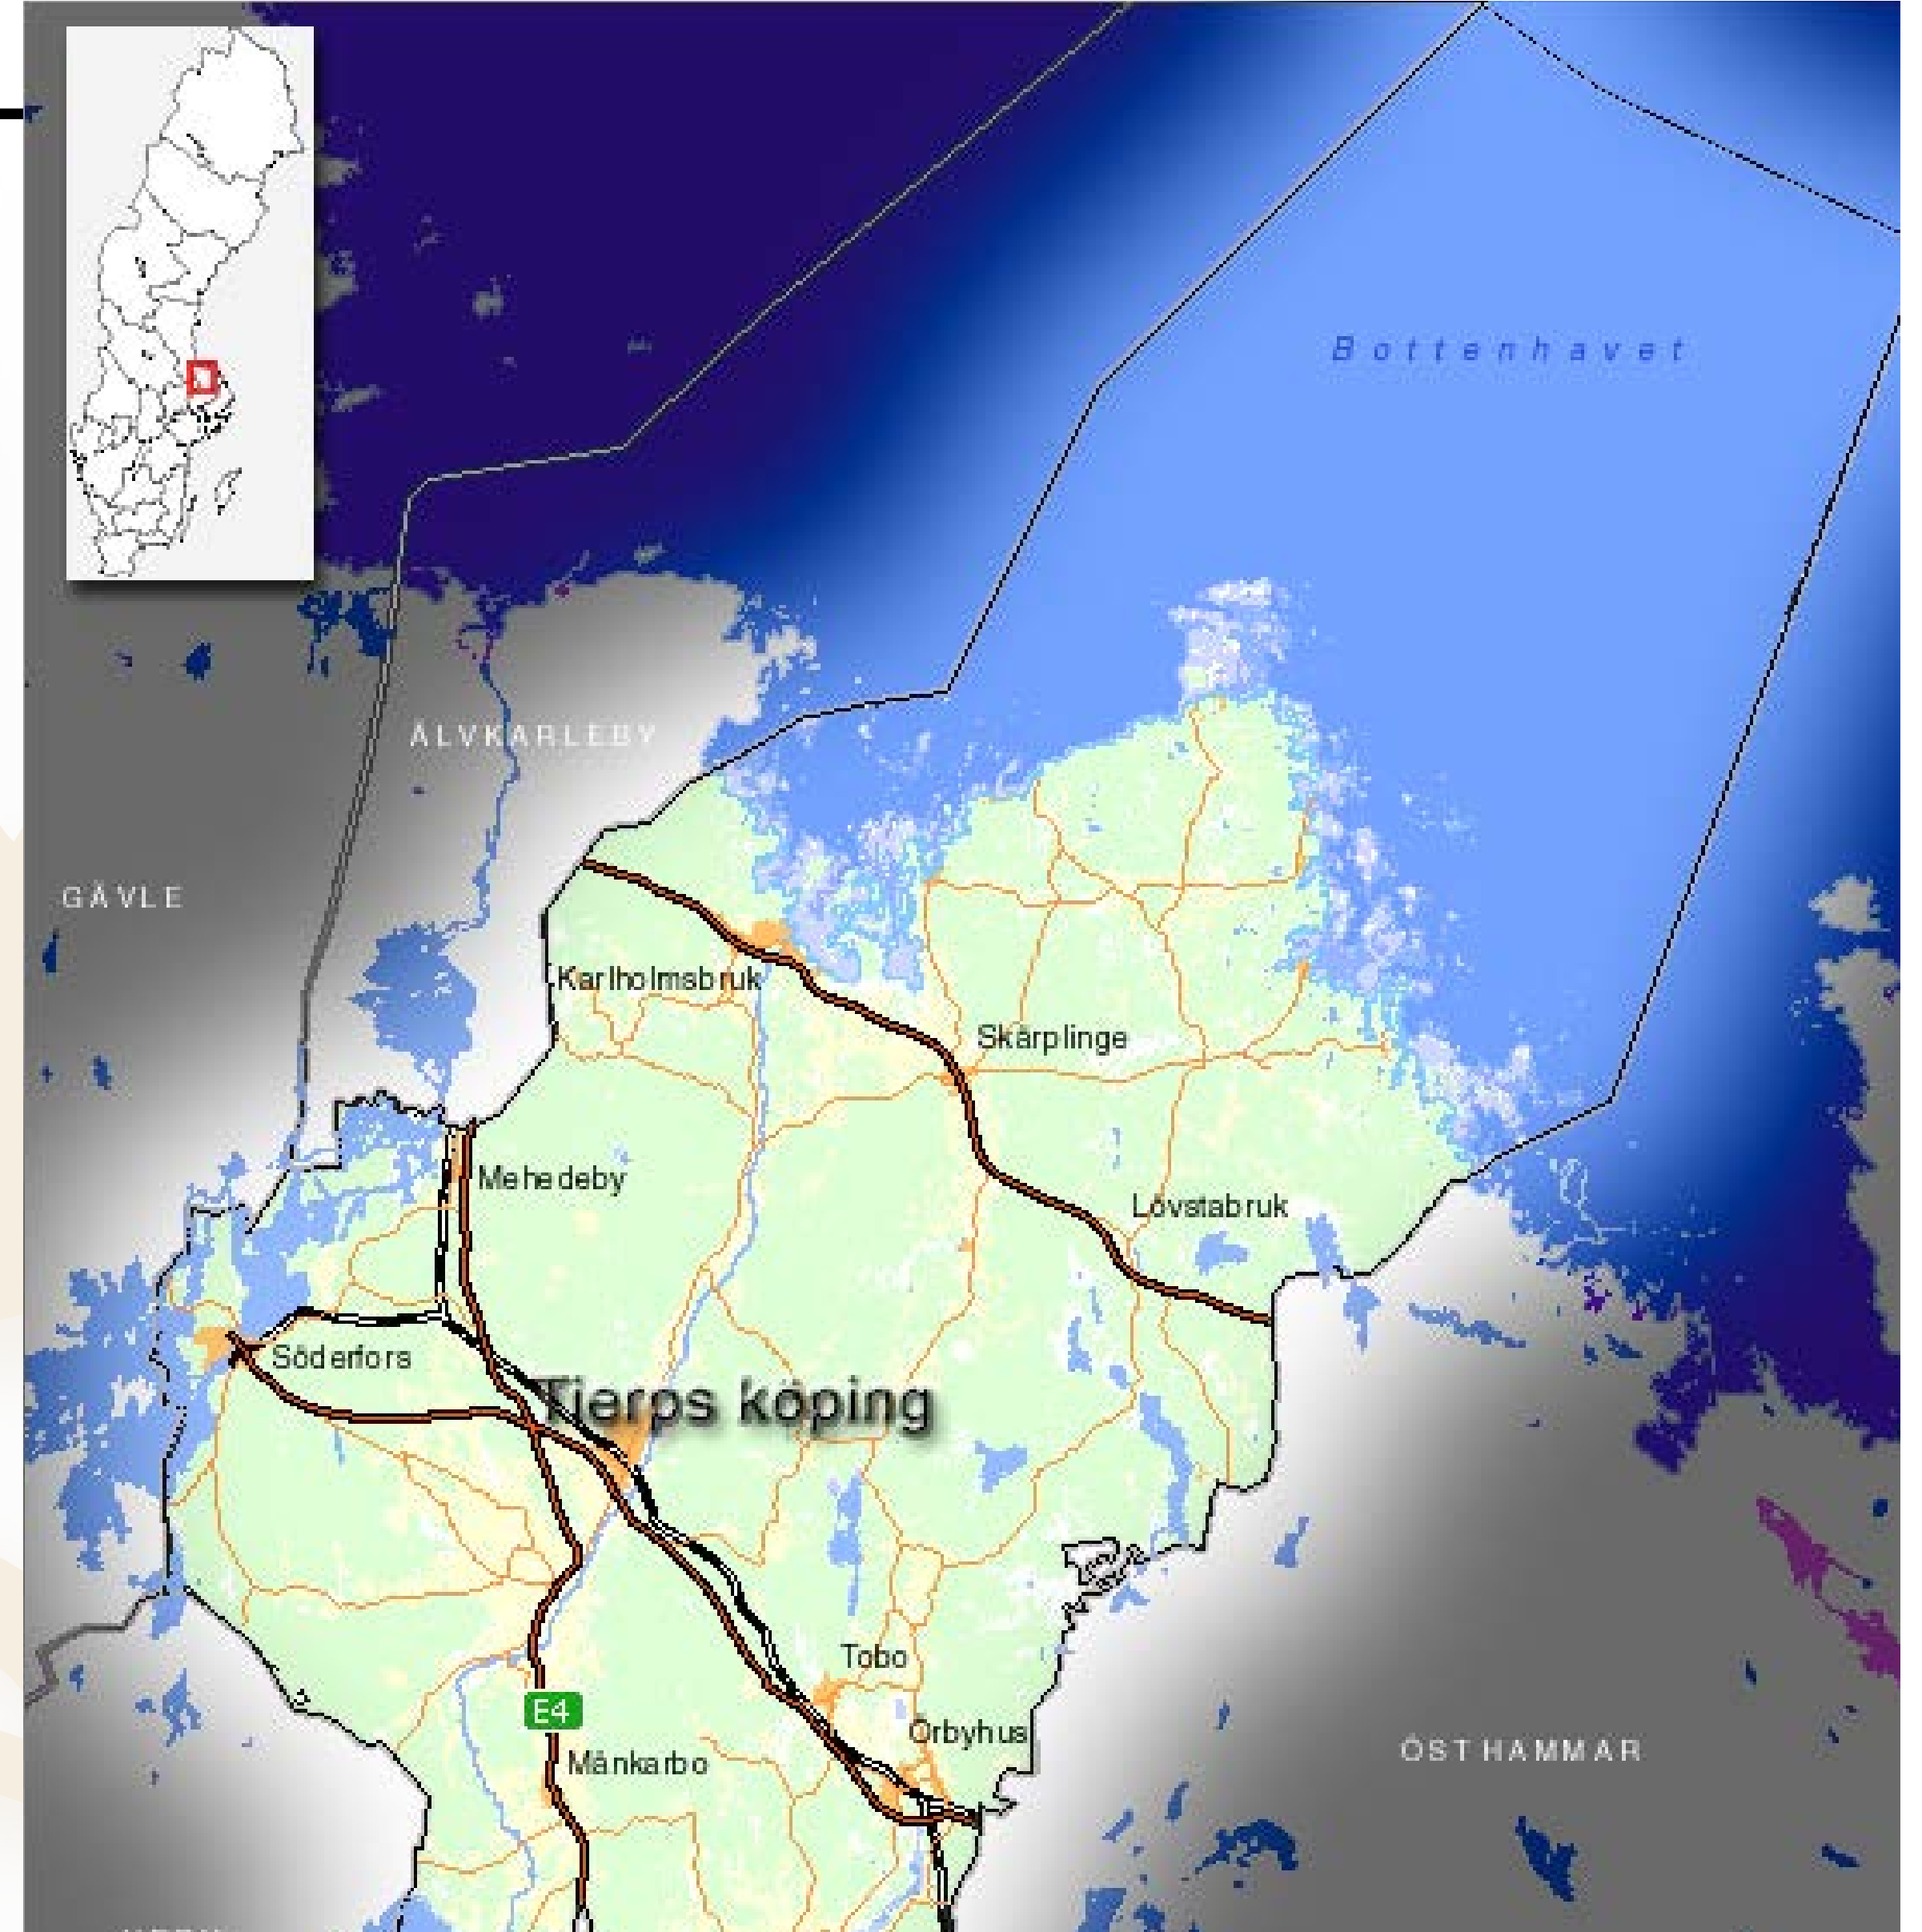 Bottenhavet
ÄLVKARLEBY
GÄVLE
Karlholmsbruk
Skärplinge
Mehedeby
Lövstabruk
Söderfors
Tierps köping
Tobo
E4
Örbyhus
Månkarbo
ÖSTHAMMAR